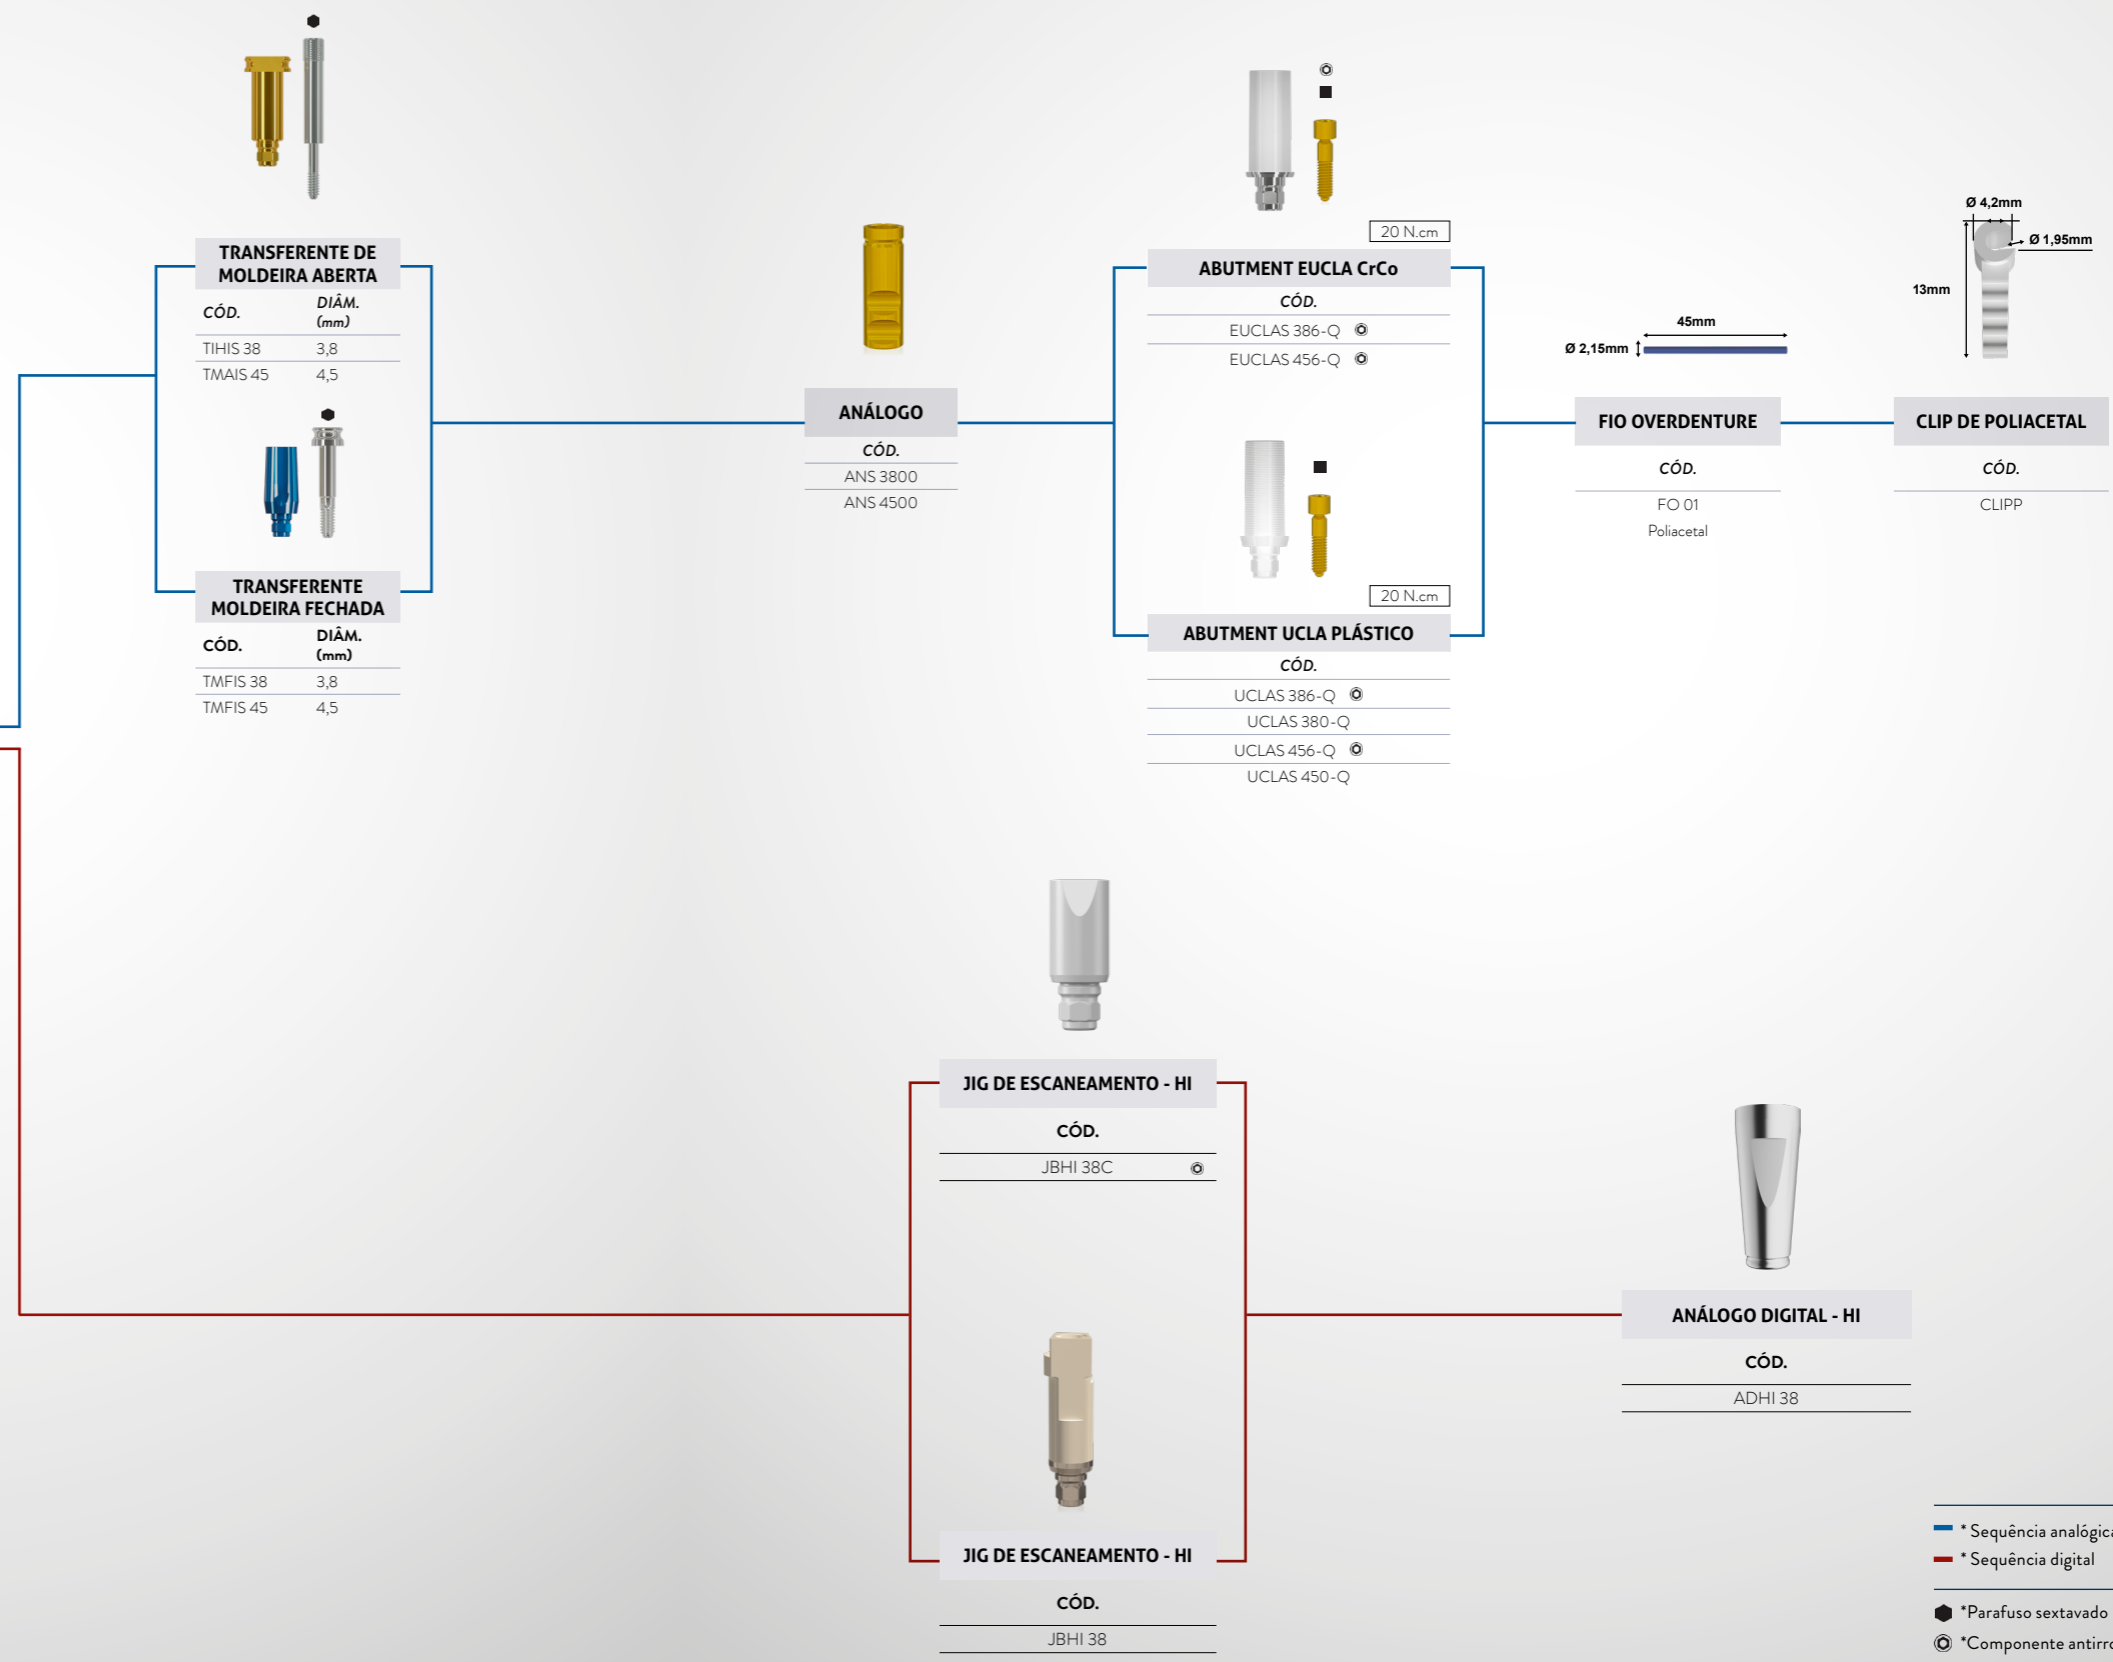 TRANSFERENTE DE
MOLDEIRA ABERTA
CÓD.
DIÂM.
(mm)
TIHIS 38 3,8
TMAIS 45 4,5
TRANSFERENTE
MOLDEIRA FECHADA
CÓD.
DIÂM.
(mm)
TMFIS 38 3,8
TMFIS 45 4,5
ANÁLOGO
CÓD.
ANS 3800
ANS 4500
20 N.cm
ABUTMENT EUCLA CrCo
CÓD.
EUCLAS 386-Q
EUCLAS 456-Q
20 N.cm
ABUTMENT UCLA PLÁSTICO
CÓD.
UCLAS 386-Q
UCLAS 380-Q
UCLAS 456-Q
UCLAS 450-Q
45mm
Ø 2,15mm
FIO OVERDENTURE
CÓD.
FO 01
Poliacetal
Ø 4,2mm
Ø 1,95mm
13mm
CLIP DE POLIACETAL
CÓD.
CLIPP
JIG DE ESCANEAMENTO - HI
CÓD.
JBHI 38C
JIG DE ESCANEAMENTO - HI
CÓD.
JBHI 38
ANÁLOGO DIGITAL - HI
CÓD.
ADHI 38
* Sequência analógica
* Sequência digital
*Parafuso sextavado
*Componente antirro